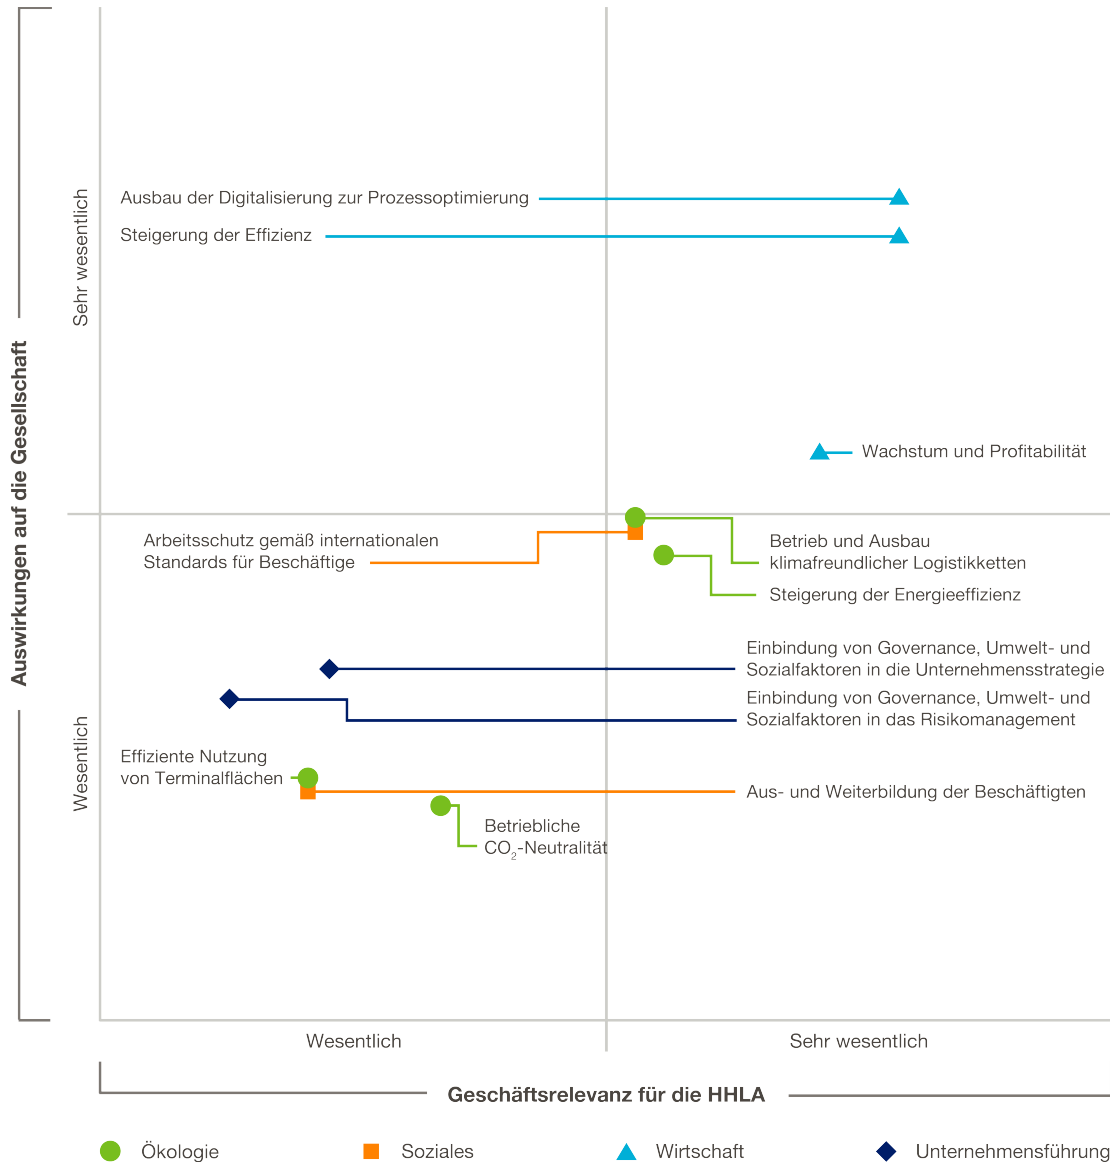 Auswirkungen auf die Gesellschaft
Sehr wesentlich
Wesentlich
Ausbau der Digitalisierung zur Prozessoptimierung
Steigerung der Effizienz
Wachstum und Profitabilität
Arbeitsschutz gemäß internationalen
Standards für Beschäftige
Betrieb und Ausbau
klimafreundlicher Logistikketten
Steigerung der Energieeffizienz
Einbindung von Governance, Umwelt- und
Sozialfaktoren in die Unternehmensstrategie
Einbindung von Governance, Umwelt- und
Sozialfaktoren in das Risikomanagement
Effiziente Nutzung
von Terminalflächen
Aus- und Weiterbildung der Beschäftigten
Betriebliche
CO₂-Neutralität
Wesentlich
Sehr wesentlich
Geschäftsrelevanz für die HHLA
Ökologie
Soziales
Wirtschaft
Unternehmensführung